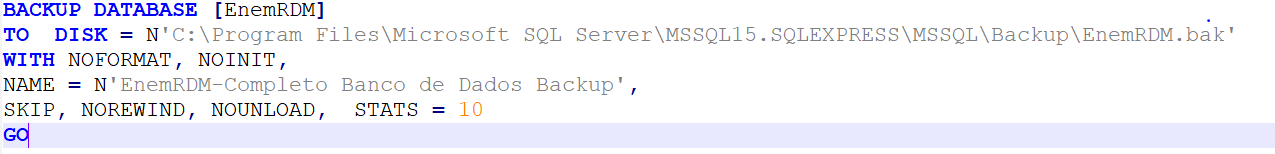 BACKUP DATABASE [EnemRDM]
TO  DISK = N'C:\Program Files\Microsoft SQL Server\MSSQL15.SQLEXPRESS\MSSQL\Backup\EnemRDM.bak'
WITH NOFORMAT, NOINIT,
NAME = N'EnemRDM-Completo Banco de Dados Backup',
SKIP, NOREWIND, NOUNLOAD,  STATS = 10
GO